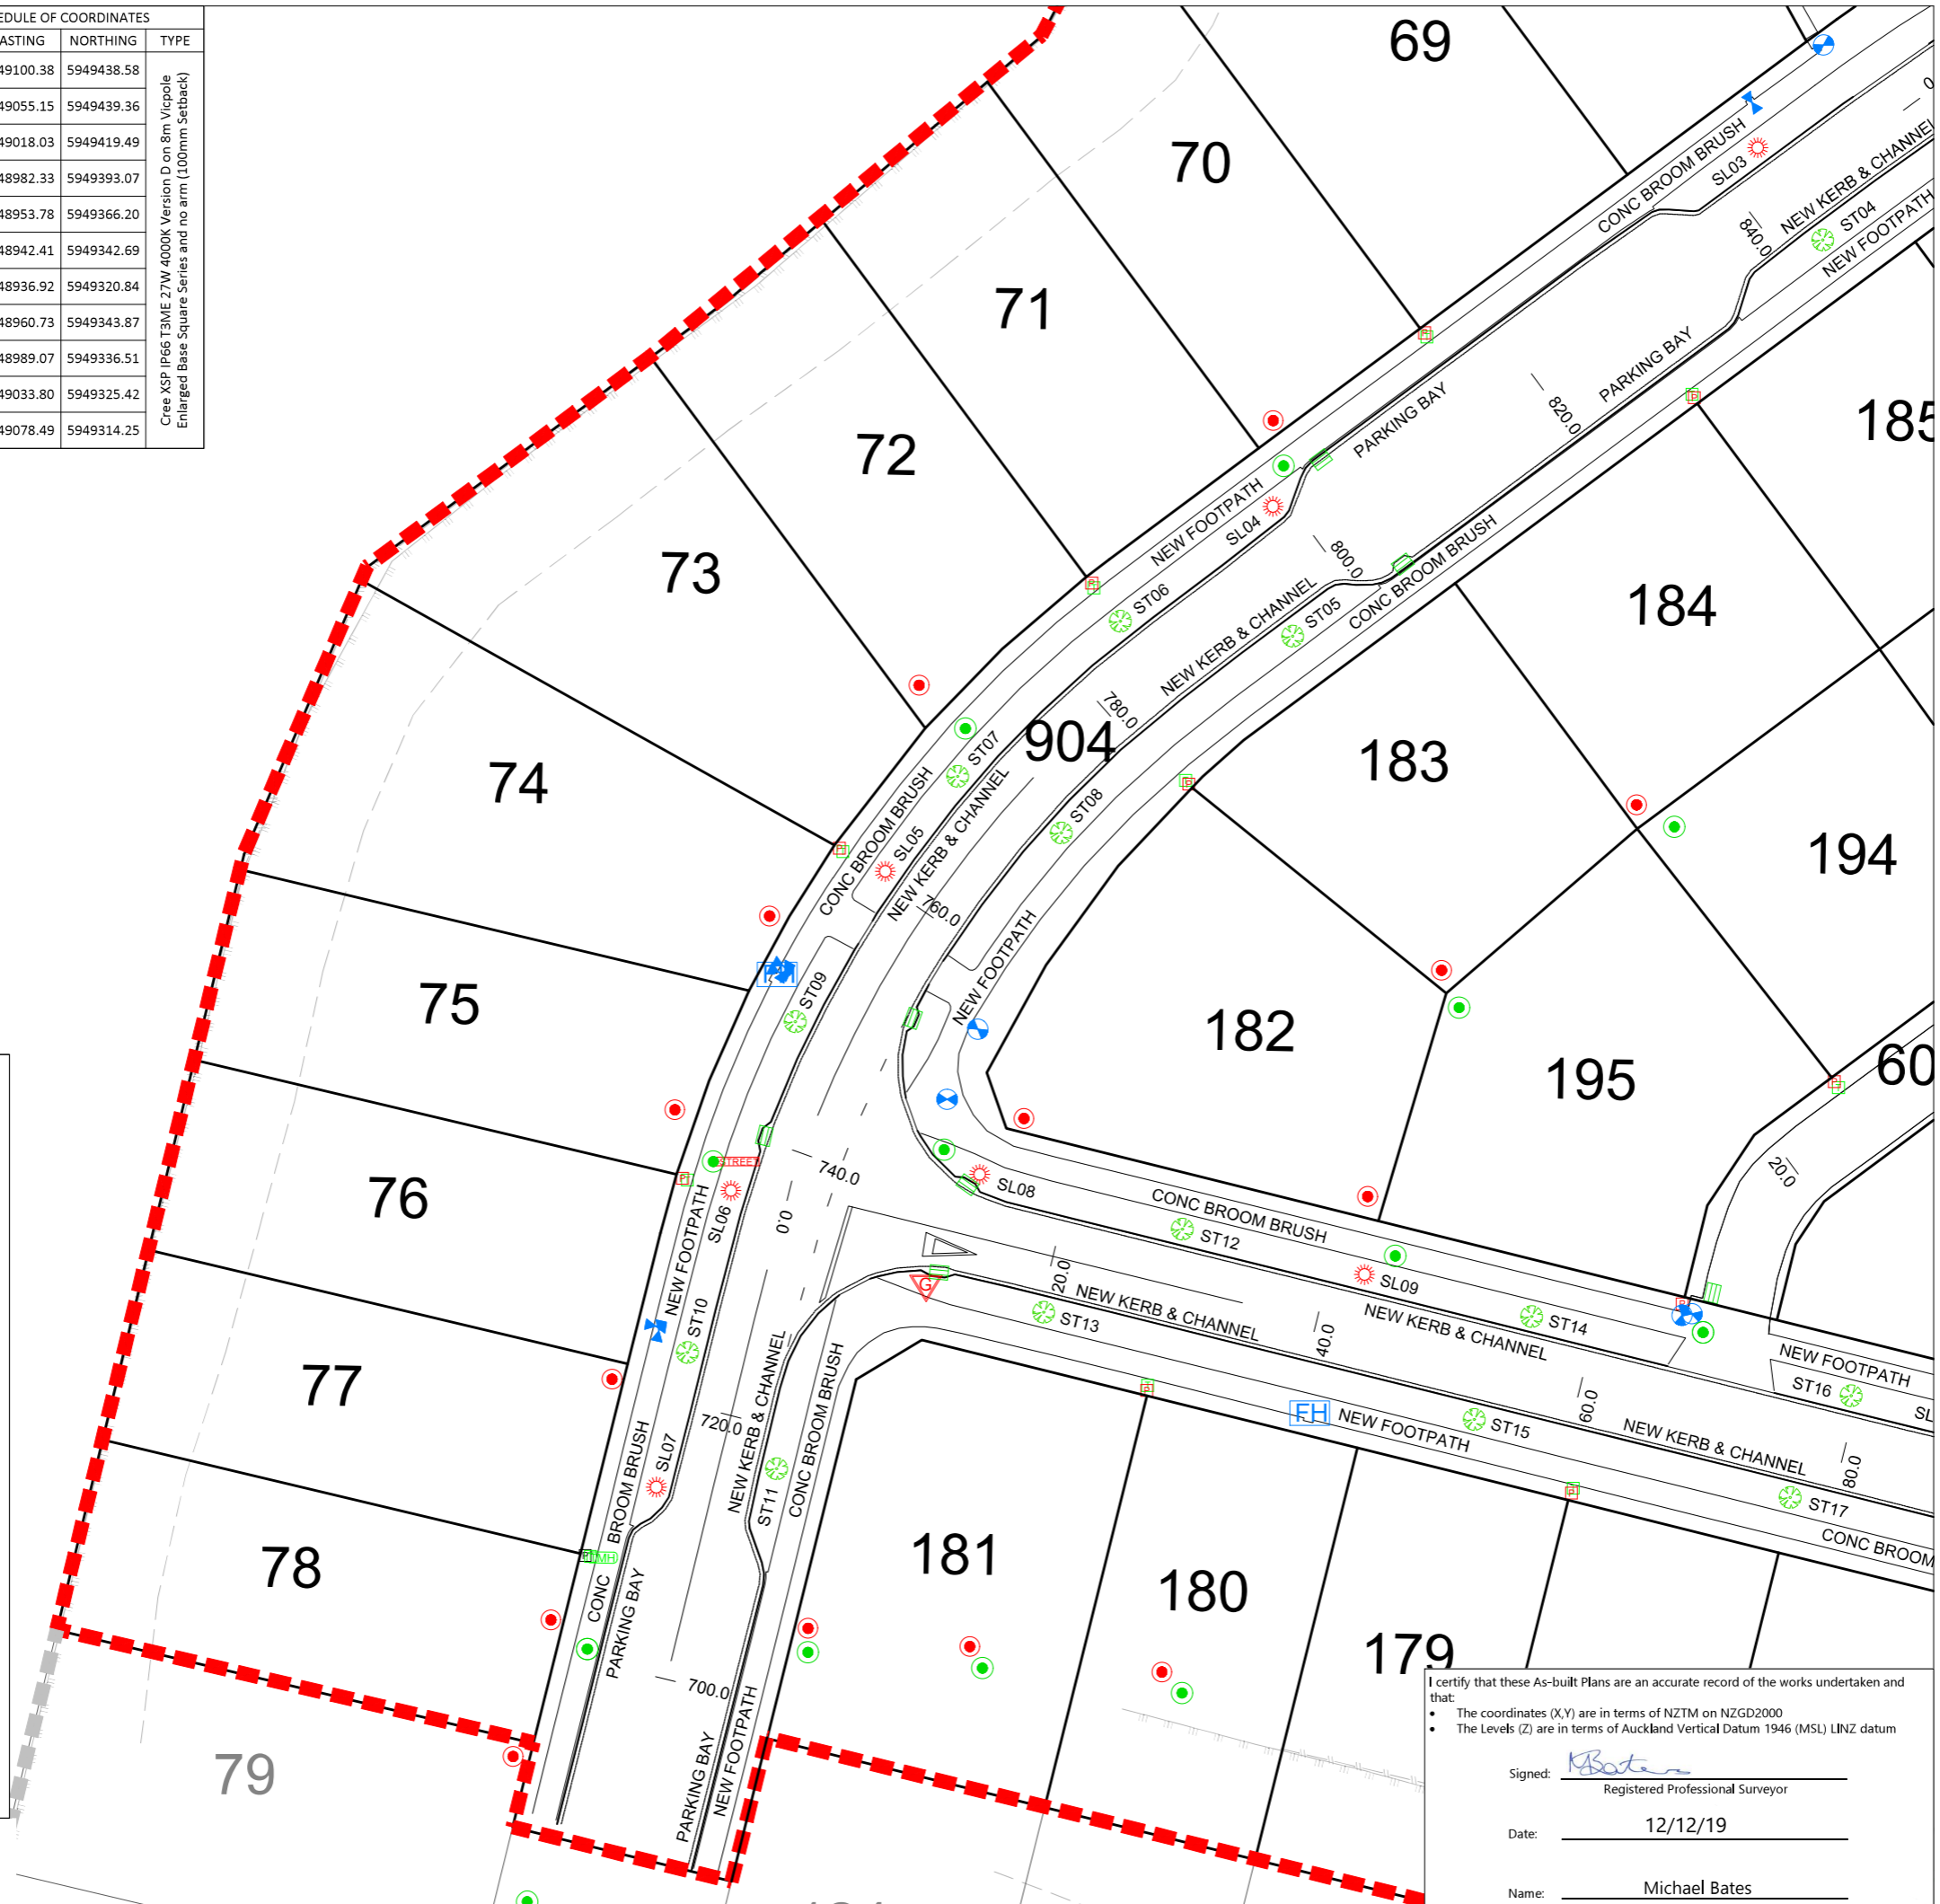 EDULE OF COORDINATES
ASTING NORTHING TYPE
49100.38 5949438.58
49055.15 5949439.36
49018.03 5949419.49
48982.33 5949393.07
48953.78 5949366.20
48942.41 5949342.69
48936.92 5949320.84
48960.73 5949343.87
48989.07 5949336.51
49033.80 5949325.42
49078.49 5949314.25
Cree XSP IP66 T3ME 27W 4000K Version D on 8m Vicpole
Enlarged Base Square Series and no arm (100mm Setback)
69
70
71
72
73
74
75
76
77
78
79
904
185
184
183
182
194
195
60
181
180
179
CONC BROOM BRUSH
SL03
NEW KERB & CHANNEL
ST04
NEW FOOTPATH
840.0
PARKING BAY
820.0
PARKING BAY
NEW FOOTPATH
SL04
800.0
CONC BROOM BRUSH
ST06
ST05
NEW KERB & CHANNEL
780.0
ST07
ST08
CONC BROOM BRUSH
SL05
NEW KERB & CHANNEL
760.0
NEW FOOTPATH
ST09
STREET
740.0
0.0
SL06
NEW FOOTPATH
ST10
SL08
CONC BROOM BRUSH
ST12
SL09
20.0
NEW KERB & CHANNEL
NEW KERB & CHANNEL
ST13
ST14
40.0
G
20.0
NEW FOOTPATH
ST16
SL
FH
NEW FOOTPATH
ST15
60.0
NEW KERB & CHANNEL
80.0
ST17
CONC BROOM
NEW KERB & CHANNEL
CONC BROOM BRUSH
720.0
SL07
ST11
CONC BROOM BRUSH
PARKING BAY
700.0
PARKING BAY
NEW FOOTPATH
I certify that these As-built Plans are an accurate record of the works undertaken and
that:
• The coordinates (X,Y) are in terms of NZTM on NZGD2000
• The Levels (Z) are in terms of Auckland Vertical Datum 1946 (MSL) LINZ datum
Signed: MBates
Registered Professional Surveyor
Date: 12/12/19
Name: Michael Bates